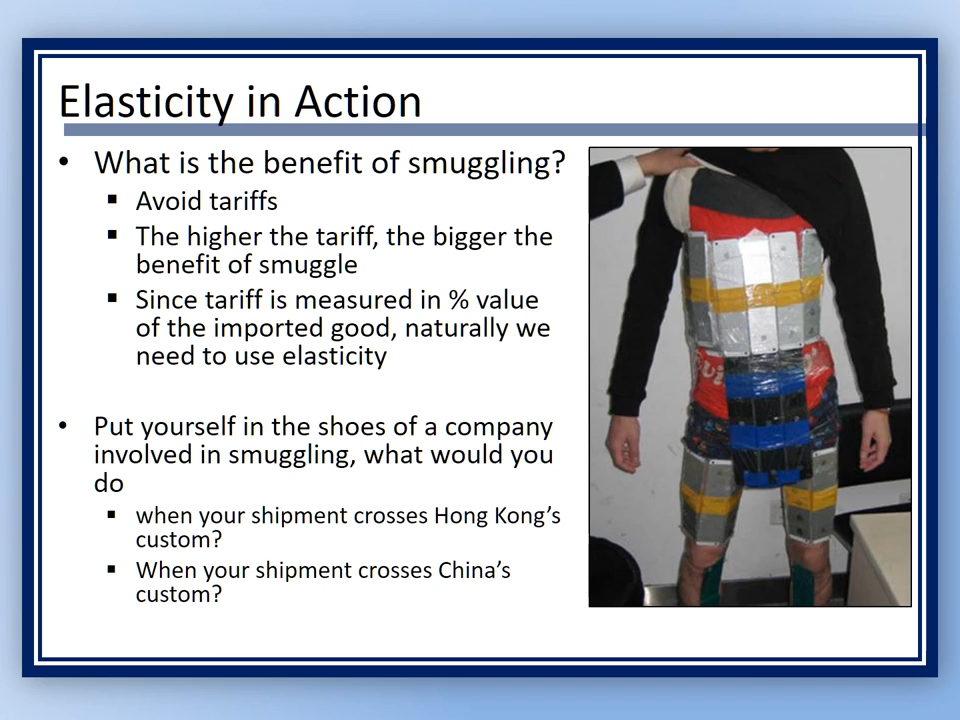 Elasticity in Action
• What is the benefit of smuggling?
▪ Avoid tariffs
▪ The higher the tariff, the bigger the
benefit of smuggle
▪ Since tariff is measured in % value
of the imported good, naturally we
need to use elasticity
• Put yourself in the shoes of a company
involved in smuggling, what would you
do
▪ when your shipment crosses Hong Kong’s
custom?
▪ When your shipment crosses China’s
custom?